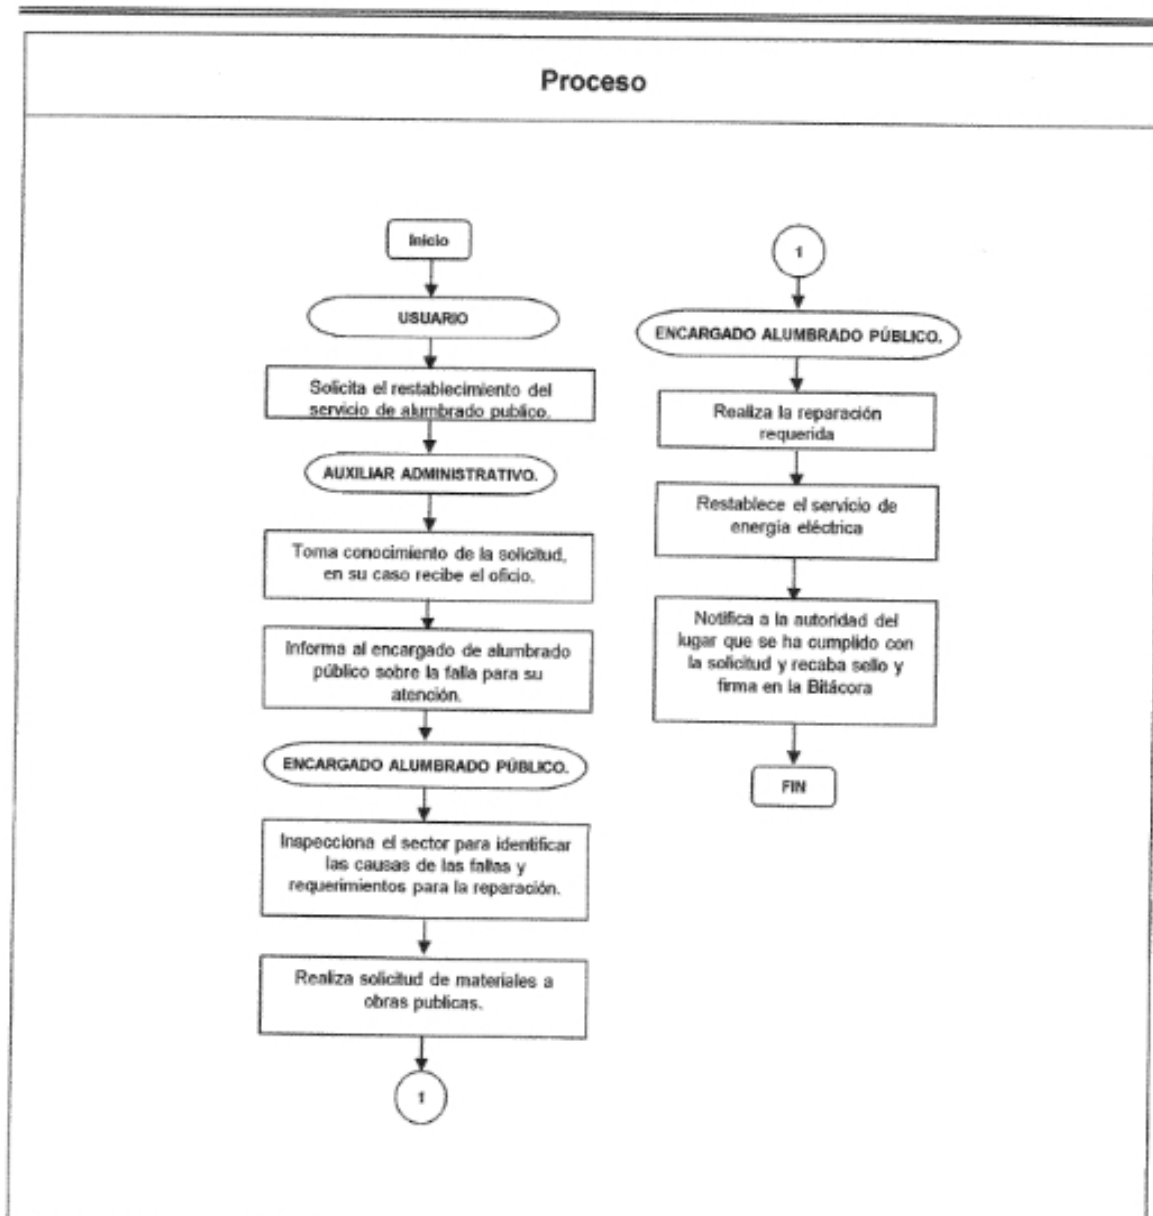 Proceso
Inicio
USUARIO
Solicita el restablecimiento del
servicio de alumbrado publico.
AUXILIAR ADMINISTRATIVO.
Toma conocimiento de la solicitud,
en su caso recibe el oficio.
Informa al encargado de alumbrado
público sobre la falla para su
atención.
ENCARGADO ALUMBRADO PÚBLICO.
Inspecciona el sector para identificar
las causas de las fallas y
requerimientos para la reparación.
Realiza solicitud de materiales a
obras publicas.
1
1
ENCARGADO ALUMBRADO PÚBLICO.
Realiza la reparación
requerida
Restablece el servicio de
energía eléctrica
Notifica a la autoridad del
lugar que se ha cumplido con
la solicitud y recaba sello y
firma en la Bitácora
FIN